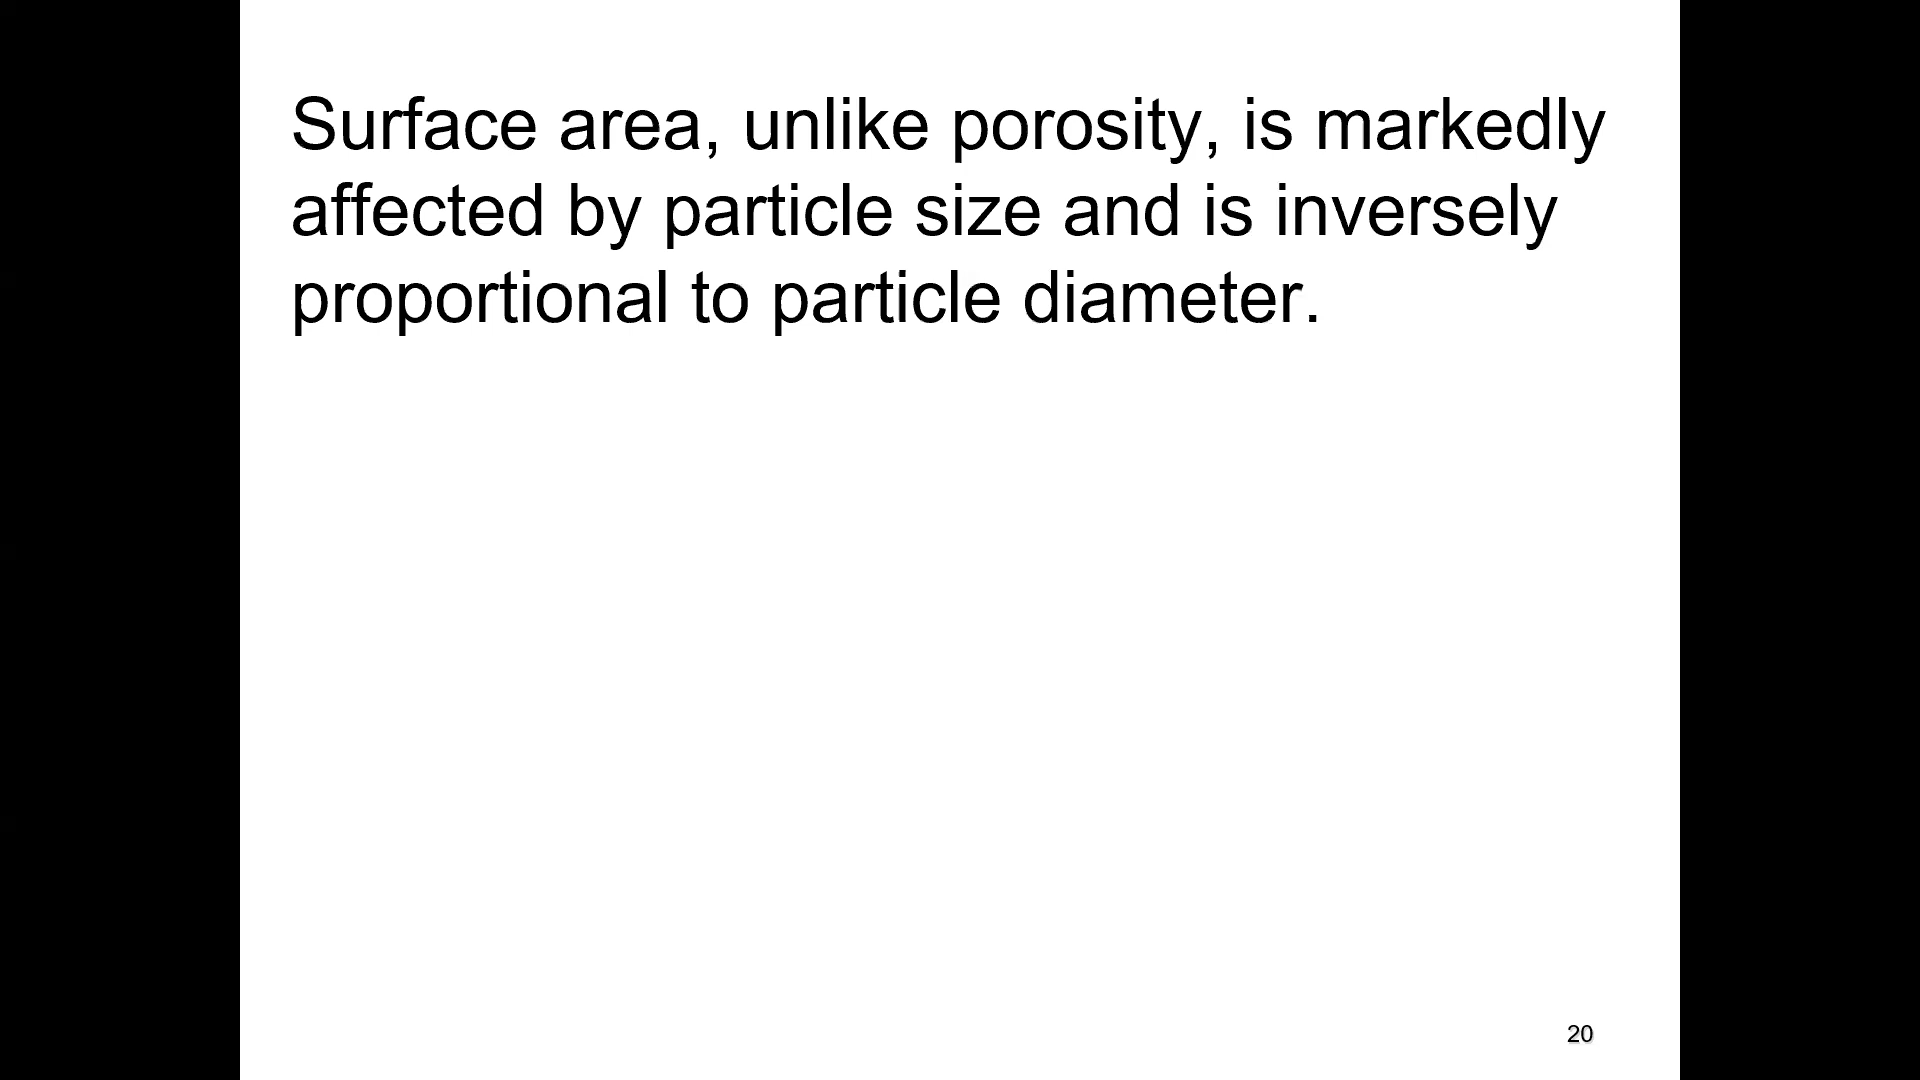 Surface area, unlike porosity, is markedly
affected by particle size and is inversely
proportional to particle diameter.
20